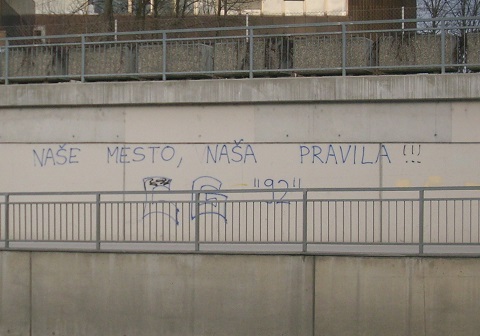 NAŠE MESTO, NAŠA PRAVILA !!!
"92"